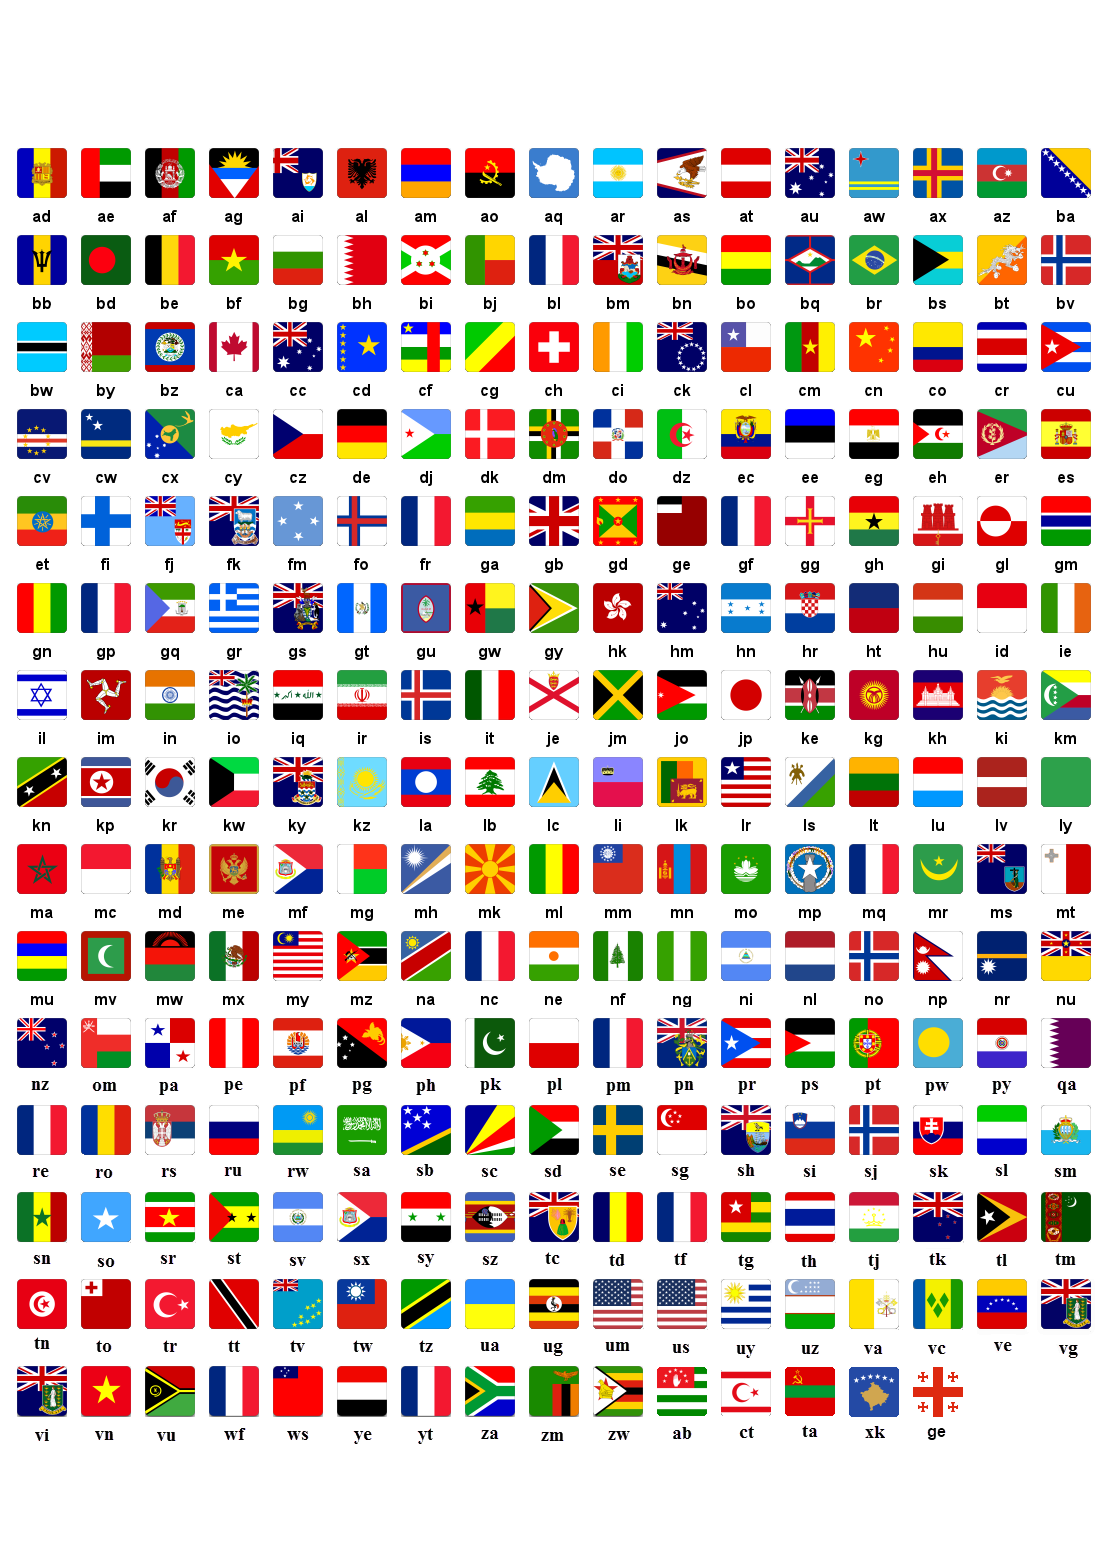 ad ae af ag ai al am ao aq ar as at au aw ax az ba
bb bd be bf bg bh bi bj bl bm bn bo bq br bs bt bv
bw by bz ca cc cd cf cg ch ci ck cl cm cn co cr cu
cv cw cx cy cz de dj dk dm do dz ec ee eg eh er es
et fi fj fk fm fo fr ga gb gd ge gf gg gh gi gl gm
gn gp gq gr gs gt gu gw gy hk hm hn hr ht hu id ie
il im in io iq ir is it je jm jo jp ke kg kh ki km
kn kp kr kw ky kz la lb lc li lk lr ls lt lu lv ly
ma mc md me mf mg mh mk ml mm mn mo mp mq mr ms mt
mu mv mw mx my mz na nc ne nf ng ni nl no np nr nu
nz om pa pe pf pg ph pk pl pm pn pr ps pt pw py qa
re ro rs ru rw sa sb sc sd se sg sh si sj sk sl sm
sn so sr st sv sx sy sz tc td tf tg th tj tk tl tm
tn to tr tt tv tw tz ua ug um us uy uz va vc ve vg
vi vn vu wf ws ye yt za zm zw ab ct ta xk ge